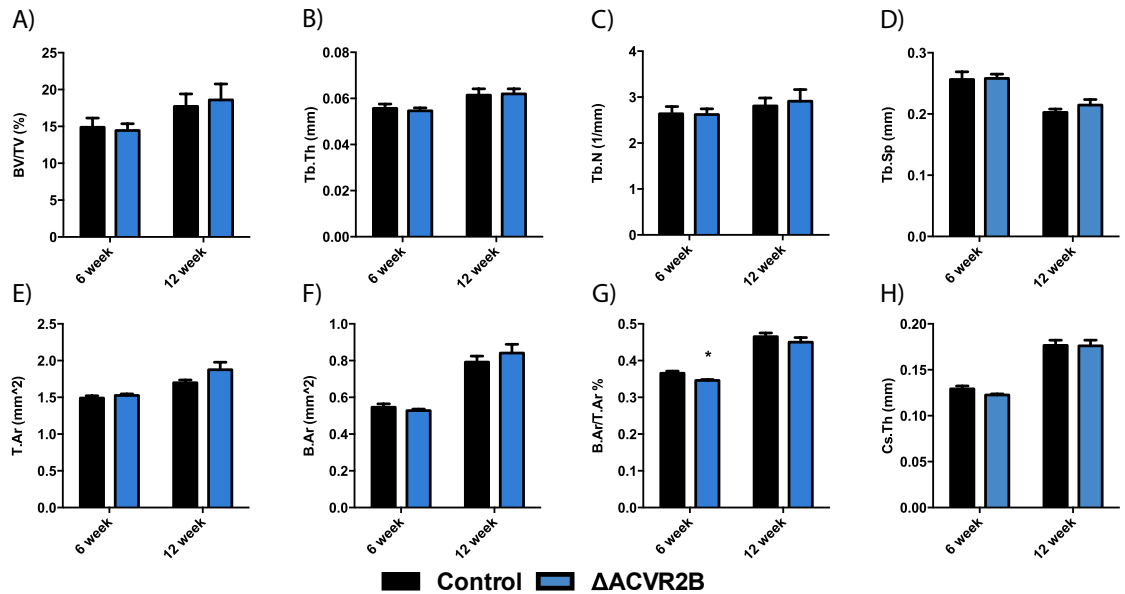 A)
BV/TV (%)
25
20
15
10
5
0
6 week
12 week
B)
Tb.Th (mm)
0.08
0.06
0.04
0.02
0.00
6 week
12 week
C)
Tb.N (1/mm)
4
3
2
1
0
6 week
12 week
D)
Tb.Sp (mm)
0.3
0.2
0.1
0.0
6 week
12 week
E)
T.Ar (mm^2)
2.5
2.0
1.5
1.0
0.5
0.0
6 week
12 week
F)
B.Ar (mm^2)
1.0
0.8
0.6
0.4
0.2
0.0
6 week
12 week
G)
B.Ar/T.Ar %
0.5
0.4
0.3
0.2
0.1
0.0
*
6 week
12 week
H)
Cs.Th (mm)
0.20
0.15
0.10
0.05
0.00
6 week
12 week
Control
ΔACVR2B